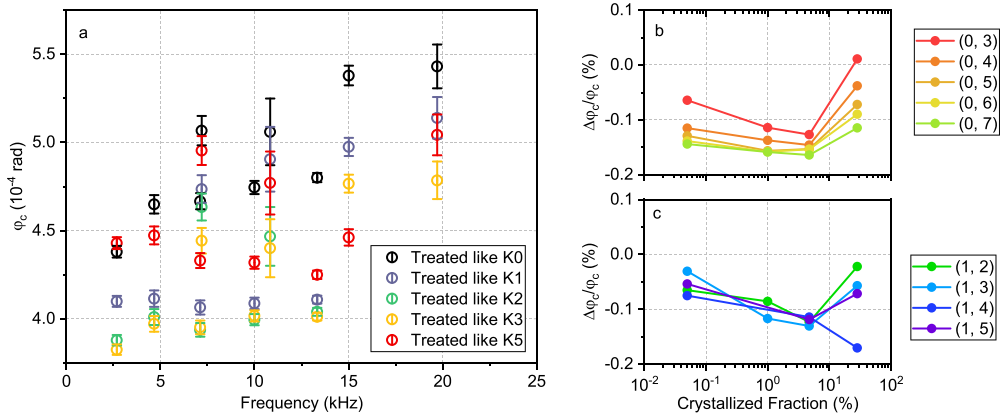 a
5.5
5.0
4.5
4.0
φc (10-4 rad)
0
5
10
15
20
25
Frequency (kHz)
Treated like K0
Treated like K1
Treated like K2
Treated like K3
Treated like K5
b
0.1
0.0
-0.1
-0.2
Δφc/φc (%)
(0, 3)
(0, 4)
(0, 5)
(0, 6)
(0, 7)
c
0.0
-0.1
-0.2
Δφc/φc (%)
10-2
10-1
100
101
102
Crystallized Fraction (%)
(1, 2)
(1, 3)
(1, 4)
(1, 5)